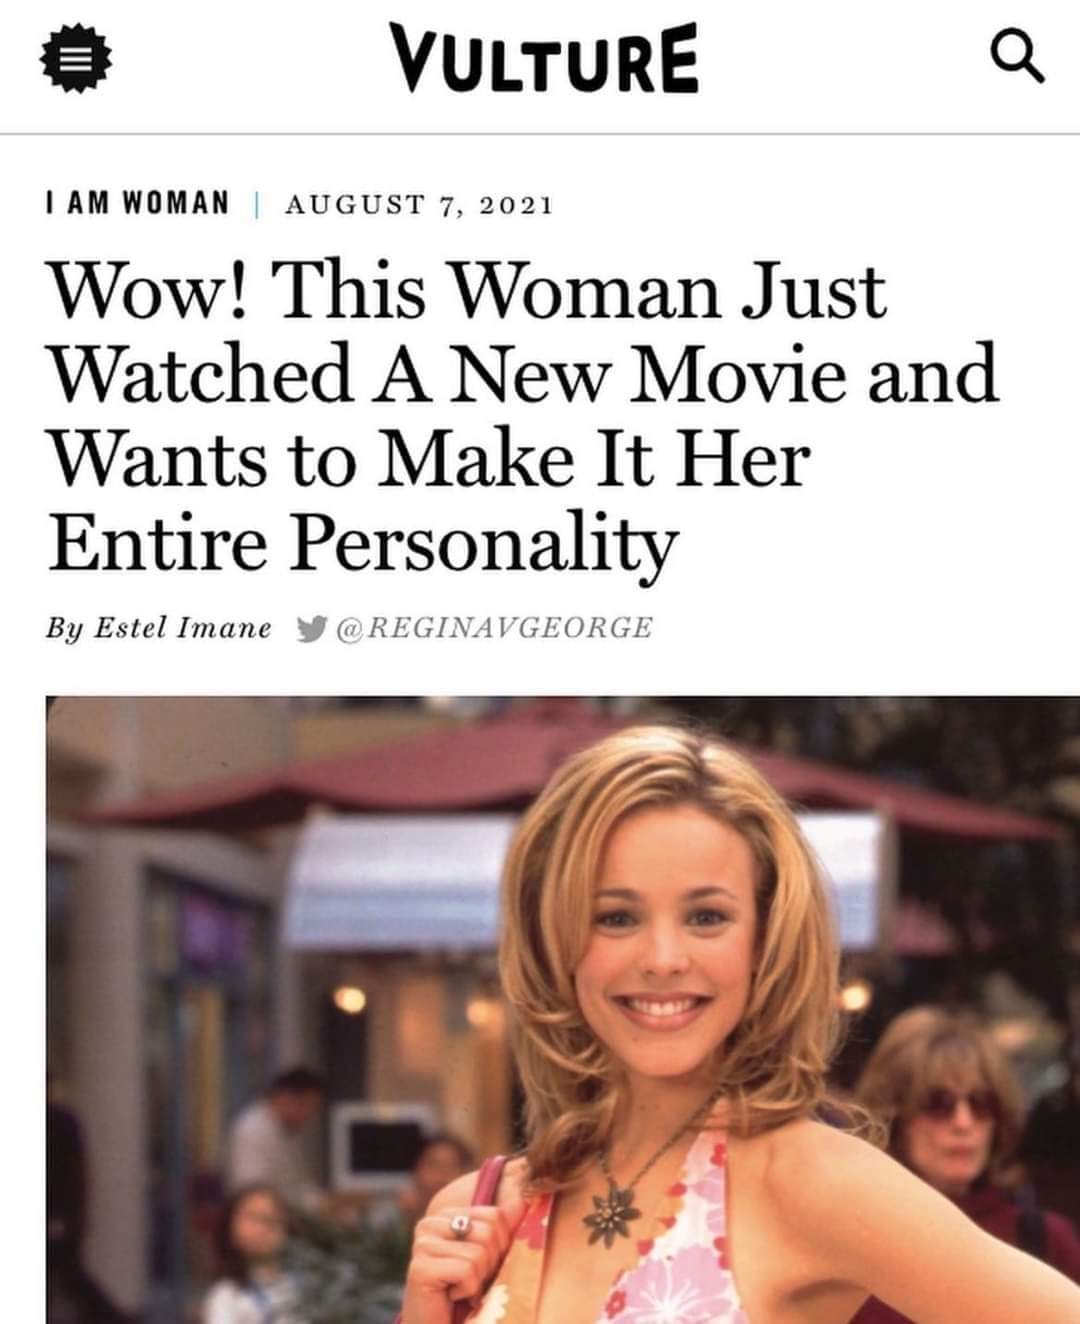 VULTURE
I AM WOMAN | AUGUST 7, 2021
Wow! This Woman Just
Watched A New Movie and
Wants to Make It Her
Entire Personality
By Estel Imane @REGINAVGEORGE